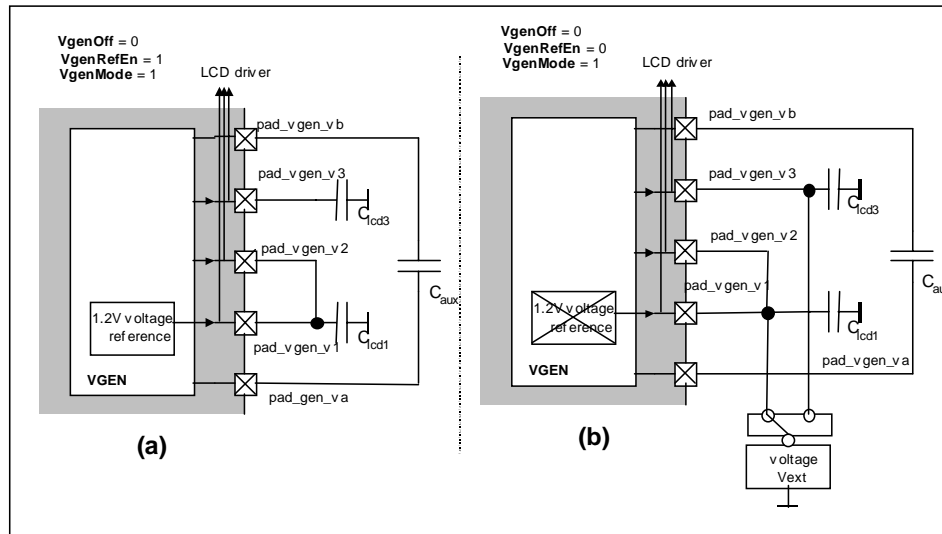 VgenOff = 0
VgenRefEn = 1
VgenMode = 1
LCD driver
pad_vgen_vb
pad_vgen_v3
Clcd3
pad_vgen_v2
Caux
1.2V voltage
reference
Clcd1
pad_vgen_v1
VGEN
pad_gen_va
(a)
VgenOff = 0
VgenRefEn = 0
VgenMode = 1
LCD driver
pad_vgen_vb
pad_vgen_v3
Clcd3
pad_vgen_v2
Cau
pad_vgen_v1
1.2V voltage
reference
Clcd1
pad_vgen_va
VGEN
(b)
voltage
Vext